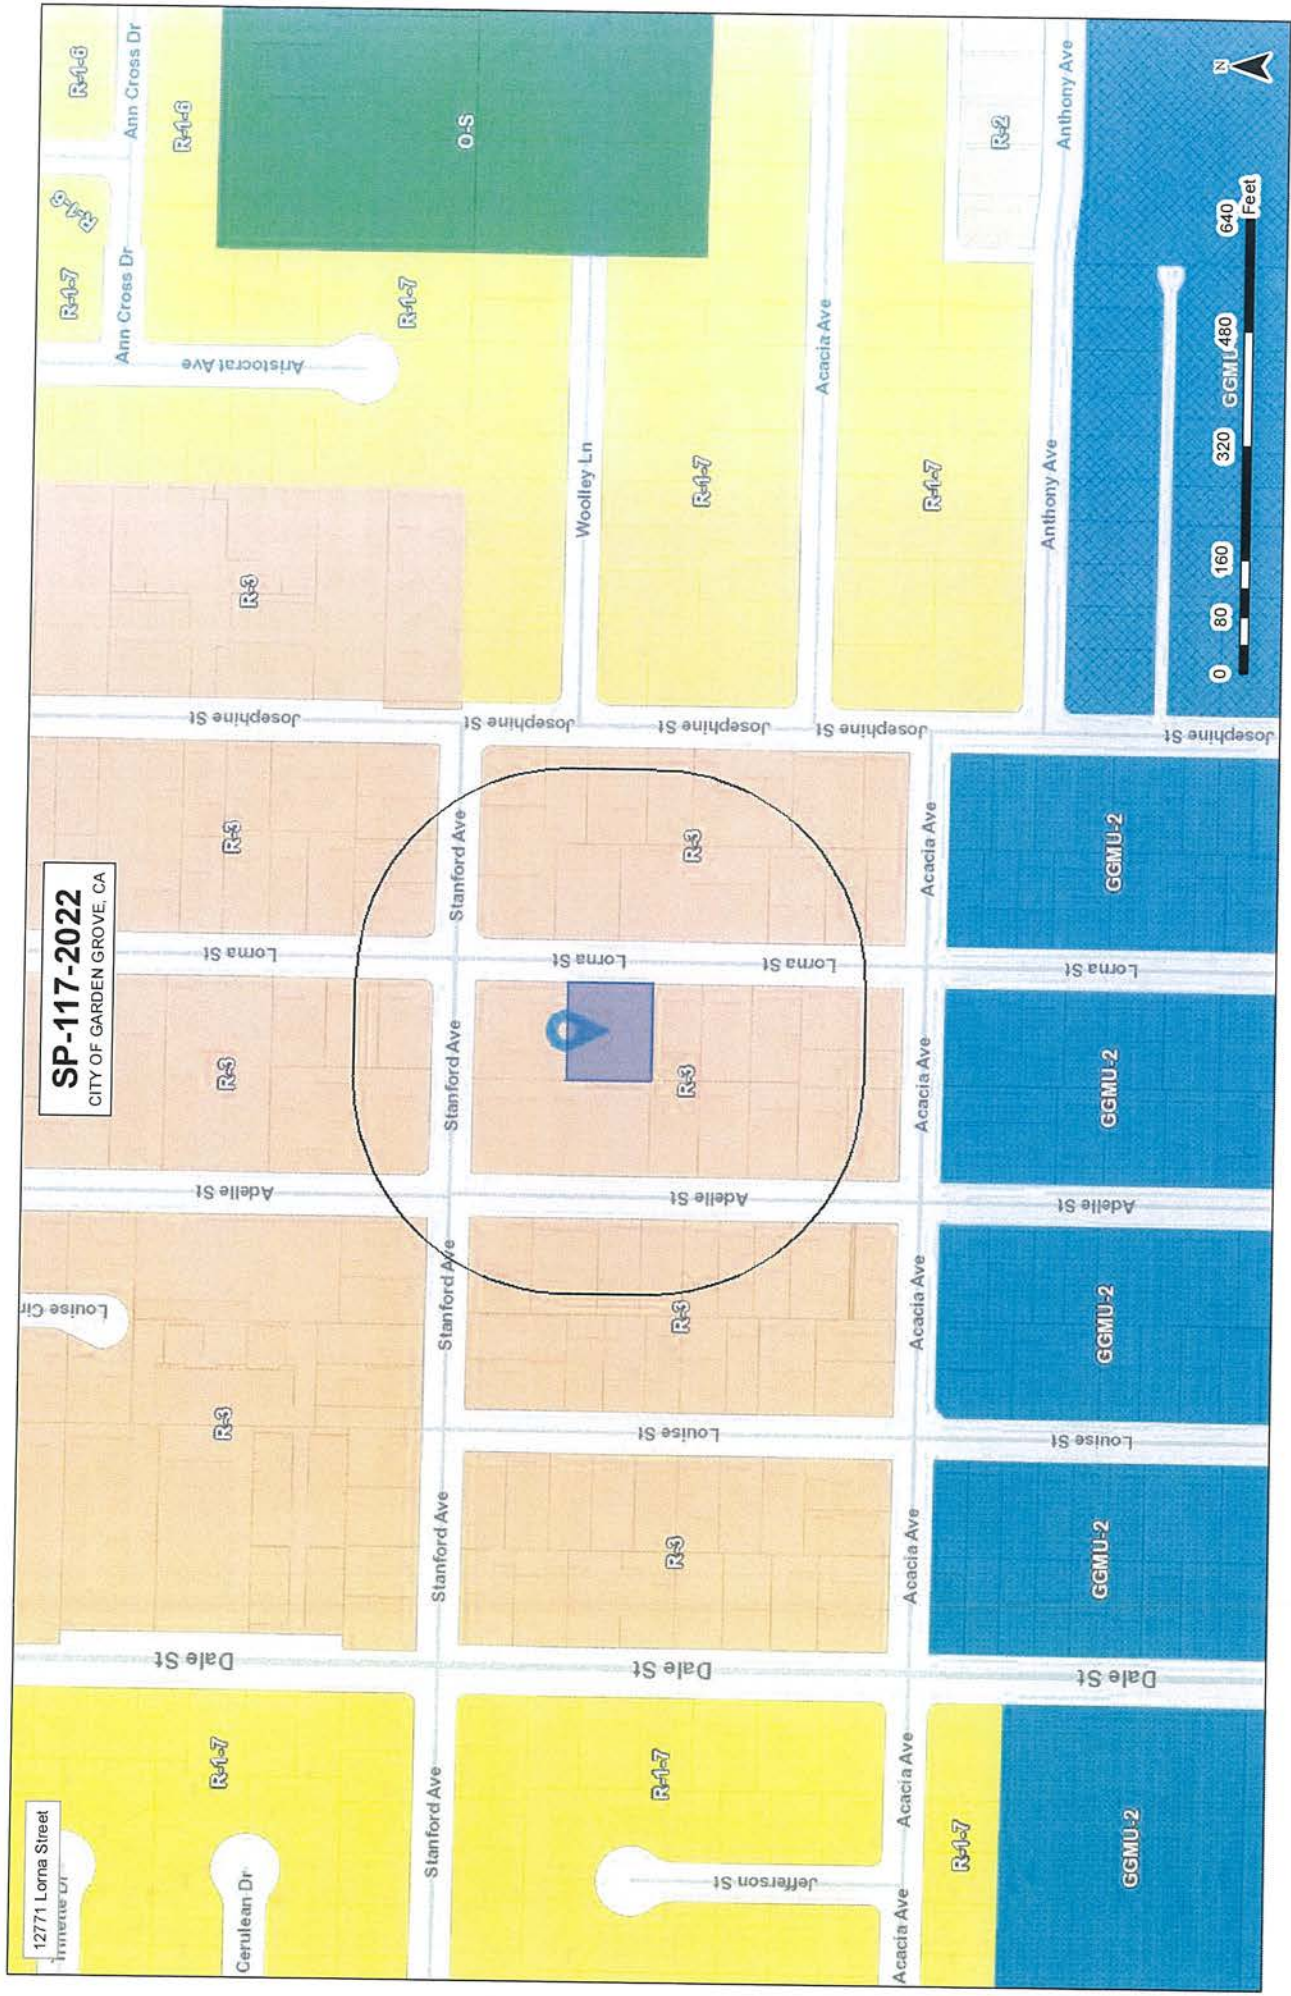 12771 Lorna Street
SP-117-2022
CITY OF GARDEN GROVE, CA
Louise Cir
R-1-7
R-1-6
R-1-6
Ann Cross Dr
Ann Cross Dr
R-1-6
Cerulean Dr
R-1-7
Dale St
R-3
Adelle St
R-3
Lorna St
R-3
Josephine St
R-3
Aristocrat Ave
R-1-7
O-S
Stanford Ave
Stanford Ave
Stanford Ave
Stanford Ave
Stanford Ave
Josephine St
Woolley Ln
Jefferson St
R-1-7
Dale St
R-3
Louise St
R-3
Adelle St
R-3
Lorna St
Lorna St
R-3
Josephine St
R-1-7
Josephine St
Acacia Ave
Acacia Ave
Acacia Ave
Acacia Ave
Acacia Ave
Acacia Ave
Acacia Ave
R-1-7
R-2
R-1-7
Anthony Ave
Anthony Ave
GGMU-2
Dale St
GGMU-2
Louise St
GGMU-2
Adelle St
GGMU-2
Lorna St
GGMU-2
Josephine St
N
0 80 160 320 480 640
Feet